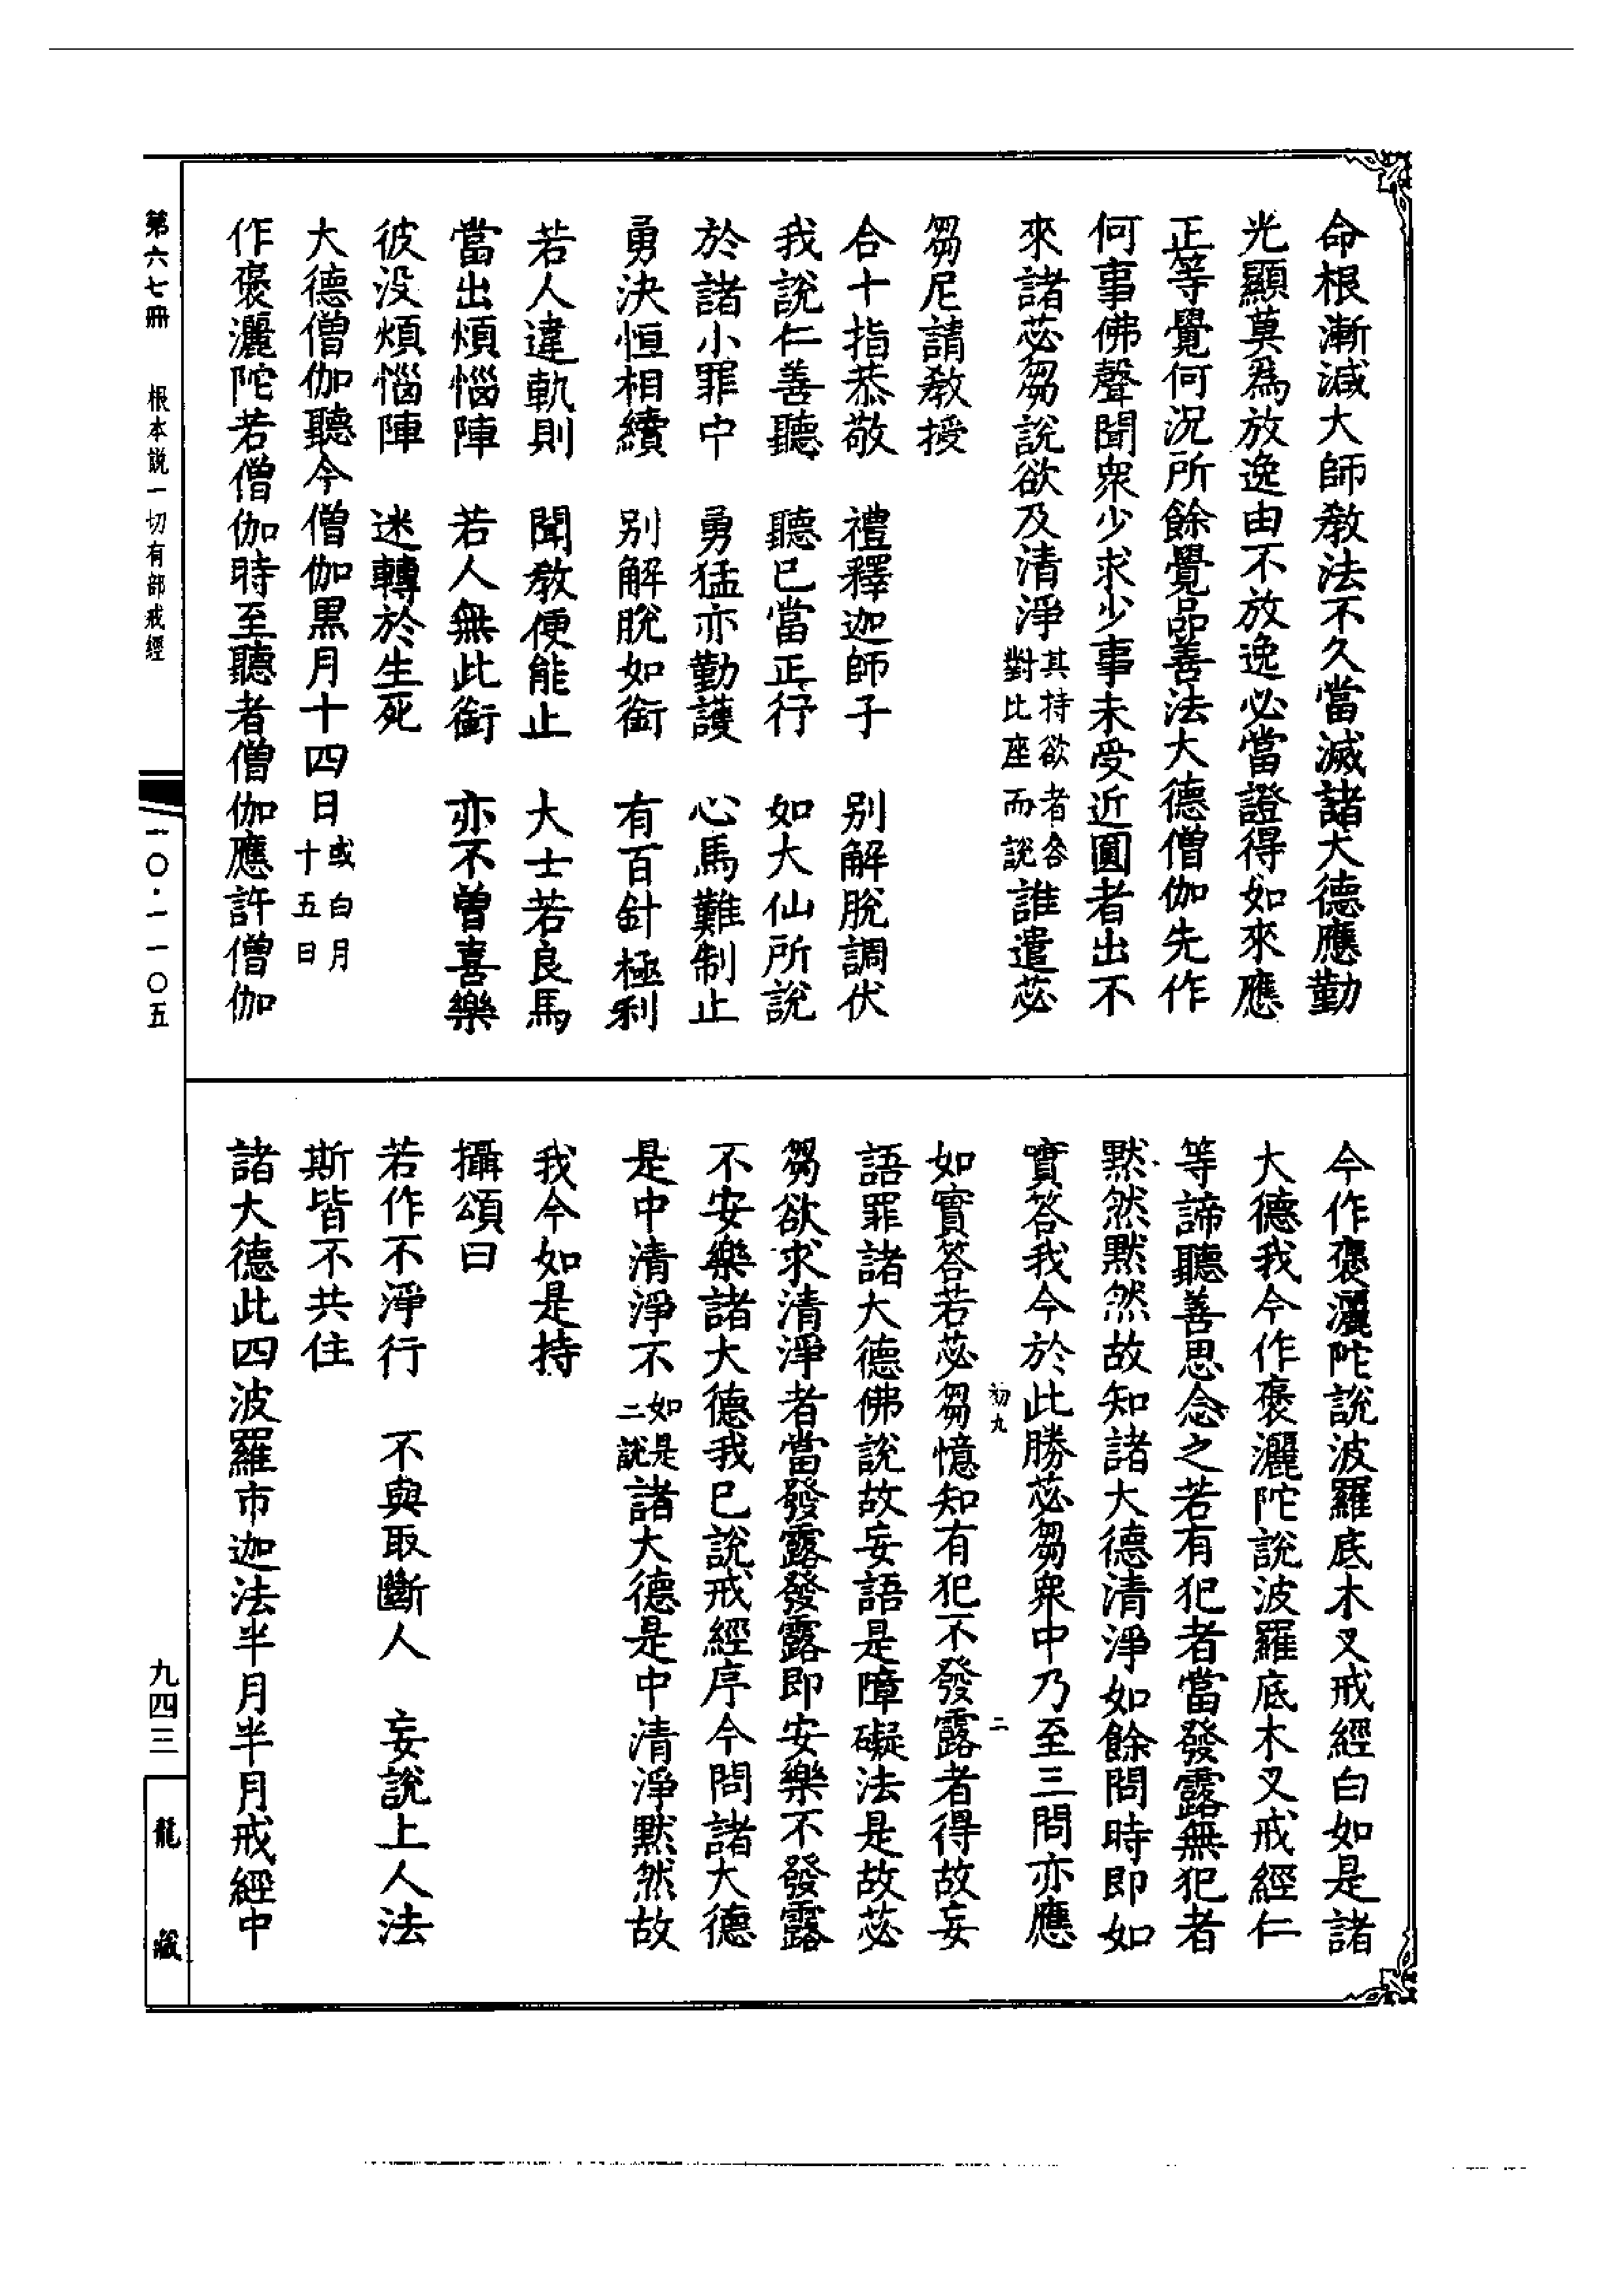 命根漸減大師教法不久當滅諸大德應勤
光顯莫為放逸由不放逸必當證得如來應
正等覺何況所餘覺品善法大德僧伽先作
何事佛聲聞衆少求少事未受近圓者出不
來諸苾芻說欲及清淨其持欲者各對比座而說誰遣苾
芻尼請教授
合十指恭敬　禮釋迦師子　別解脫調伏
我說仁善聽　聽已當正行　如大仙所說
於諸小罪中　勇猛亦勤護　心馬難制止
勇決恒相續　別解脫如銜　有百針極利
若人違軌則　聞教便能止　大士若良馬
當出煩惱陣　若人無此銜　亦不曾喜樂
彼没煩惱陣　迷轉於生死
大德僧伽聽今僧伽黑月十四日或白月十五日
作褒灑陀若僧伽時至聽者僧伽應許僧伽
今作褒灑陀說波羅底木叉戒經白如是諸
大德我今作褒灑陀說波羅底木叉戒經仁
等諦聽善思念之若有犯者當發露無犯者
默然默然故知諸大德清淨如餘問時即如
實答我今於此勝苾芻衆中乃至三問亦應
初九　二
如實答若苾芻憶知有犯不發露者得故妄
語罪諸大德佛說故妄語是障礙法是故苾
芻欲求清淨者當發露發露即安樂不發露
不安樂諸大德我已說戒經序今問諸大德
是中清淨不如是二說諸大德是中清淨默然故
我今如是持
攝頌曰
若作不淨行　不與取斷人　妄說上人法
斯皆不共住
諸大德此四波羅市迦法半月半月戒經中
第六七冊　根本說一切有部戒經
一〇·一一〇五
九四三
龍藏